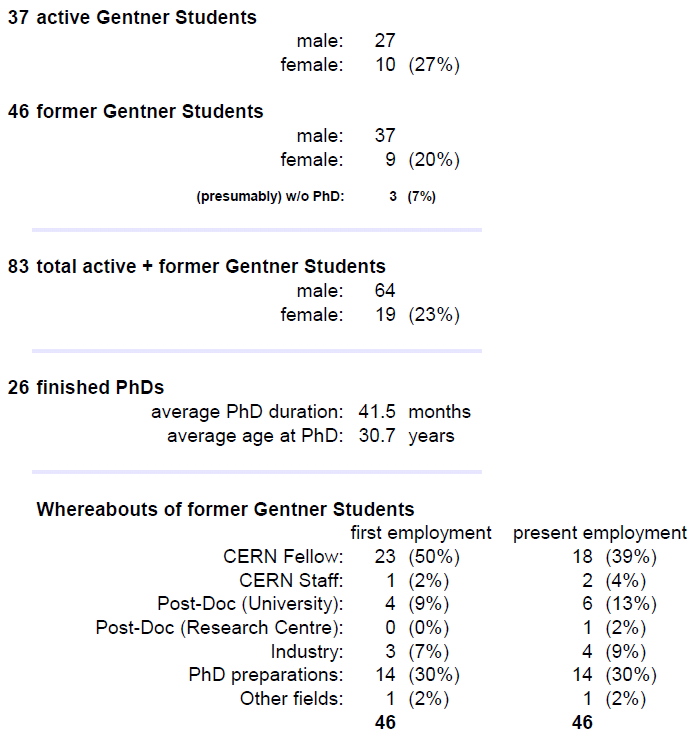 37 active Gentner Students
male: 27
female: 10 (27%)
46 former Gentner Students
male: 37
female: 9 (20%)
(presumably) w/o PhD: 3 (7%)
83 total active + former Gentner Students
male: 64
female: 19 (23%)
26 finished PhDs
average PhD duration: 41.5 months
average age at PhD: 30.7 years
Whereabouts of former Gentner Students
first employment present employment
CERN Fellow: 23 (50%) 18 (39%)
CERN Staff: 1 (2%) 2 (4%)
Post-Doc (University): 4 (9%) 6 (13%)
Post-Doc (Research Centre): 0 (0%) 1 (2%)
Industry: 3 (7%) 4 (9%)
PhD preparations: 14 (30%) 14 (30%)
Other fields: 1 (2%) 1 (2%)
46 46